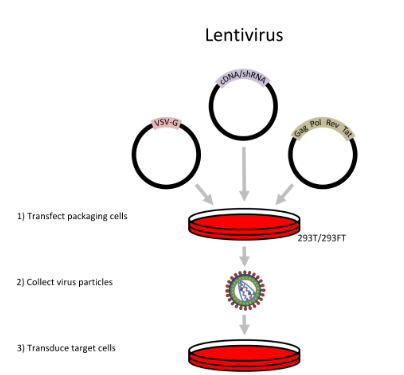 Lentivirus
cDNA/shRNA
VSV-G
Gag Pol Rev Tat
1) Transfect packaging cells
293T/293FT
2) Collect virus particles
3) Transduce target cells